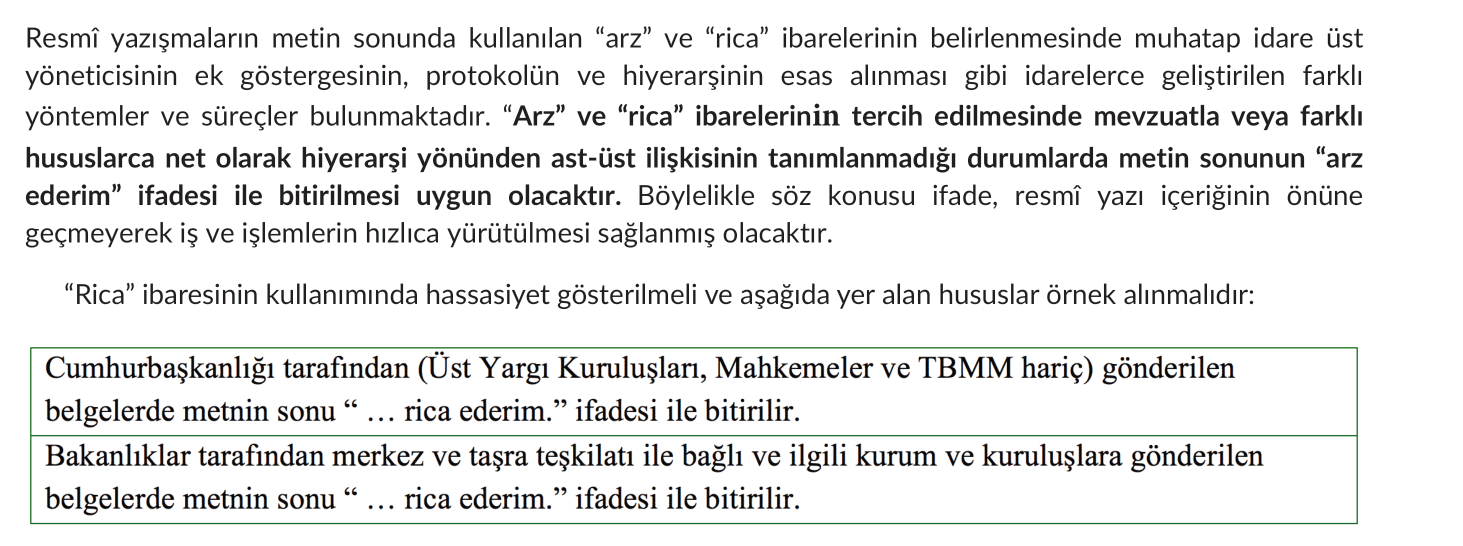 Resmî yazışmaların metin sonunda kullanılan “arz” ve “rica” ibarelerinin belirlenmesinde muhatap idare üst
yöneticisinin ek göstergesinin, protokolün ve hiyerarşinin esas alınması gibi idarelerce geliştirilen farklı
yöntemler ve süreçler bulunmaktadır. “Arz” ve “rica” ibarelerinin tercih edilmesinde mevzuatla veya farklı
hususlarca net olarak hiyerarşi yönünden ast-üst ilişkisinin tanımlanmadığı durumlarda metin sonunun “arz
ederim” ifadesi ile bitirilmesi uygun olacaktır. Böylelikle söz konusu ifade, resmî yazı içeriğinin önüne
geçmeyerek iş ve işlemlerin hızlıca yürütülmesi sağlanmış olacaktır.
“Rica” ibaresinin kullanımında hassasiyet gösterilmeli ve aşağıda yer alan hususlar örnek alınmalıdır:
Cumhurbaşkanlığı tarafından (Üst Yargı Kuruluşları, Mahkemeler ve TBMM hariç) gönderilen
belgelerde metnin sonu “ … rica ederim.” ifadesi ile bitirilir.
Bakanlıklar tarafından merkez ve taşra teşkilatı ile bağlı ve ilgili kurum ve kuruluşlara gönderilen
belgelerde metnin sonu “ … rica ederim.” ifadesi ile bitirilir.